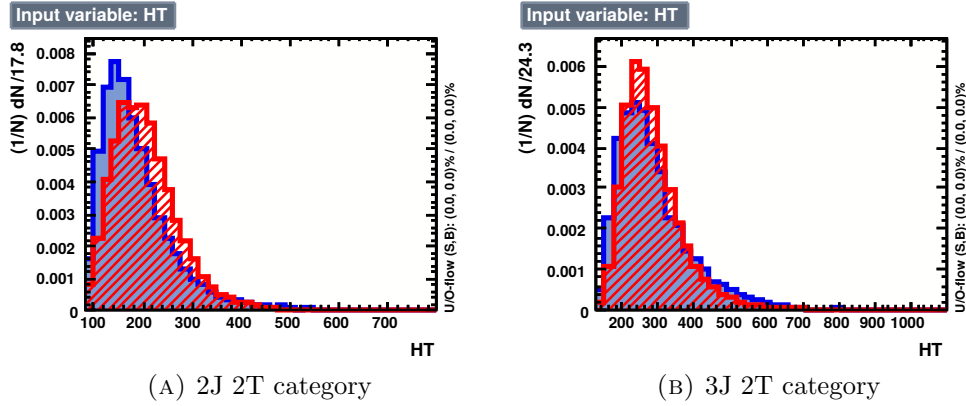 Input variable: HT
(1/N) dN /17.8
0.008
0.007
0.006
0.005
0.004
0.003
0.002
0.001
0
100 200 300 400 500 600 700
HT
U/O-flow (S,B): (0.0, 0.0)% / (0.0, 0.0)%
(A) 2J 2T category
Input variable: HT
(1/N) dN /24.3
0.006
0.005
0.004
0.003
0.002
0.001
0
200 300 400 500 600 700 800 900 1000
HT
U/O-flow (S,B): (0.0, 0.0)% / (0.0, 0.0)%
(B) 3J 2T category